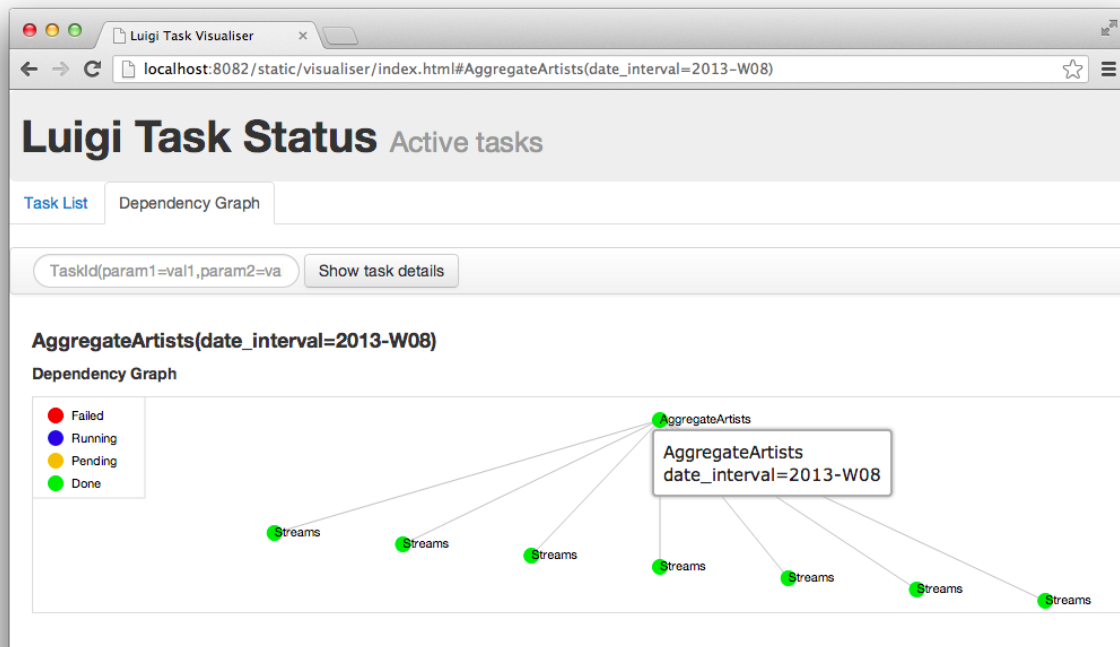 Luigi Task Visualiser
localhost:8082/static/visualiser/index.html#AggregateArtists(date_interval=2013-W08)
Luigi Task Status Active tasks
Task List Dependency Graph
TaskId(param1=val1,param2=va Show task details
AggregateArtists(date_interval=2013-W08)
Dependency Graph
Failed
Running
Pending
Done
AggregateArtists
AggregateArtists
date_interval=2013-W08
Streams
Streams
Streams
Streams
Streams
Streams
Streams